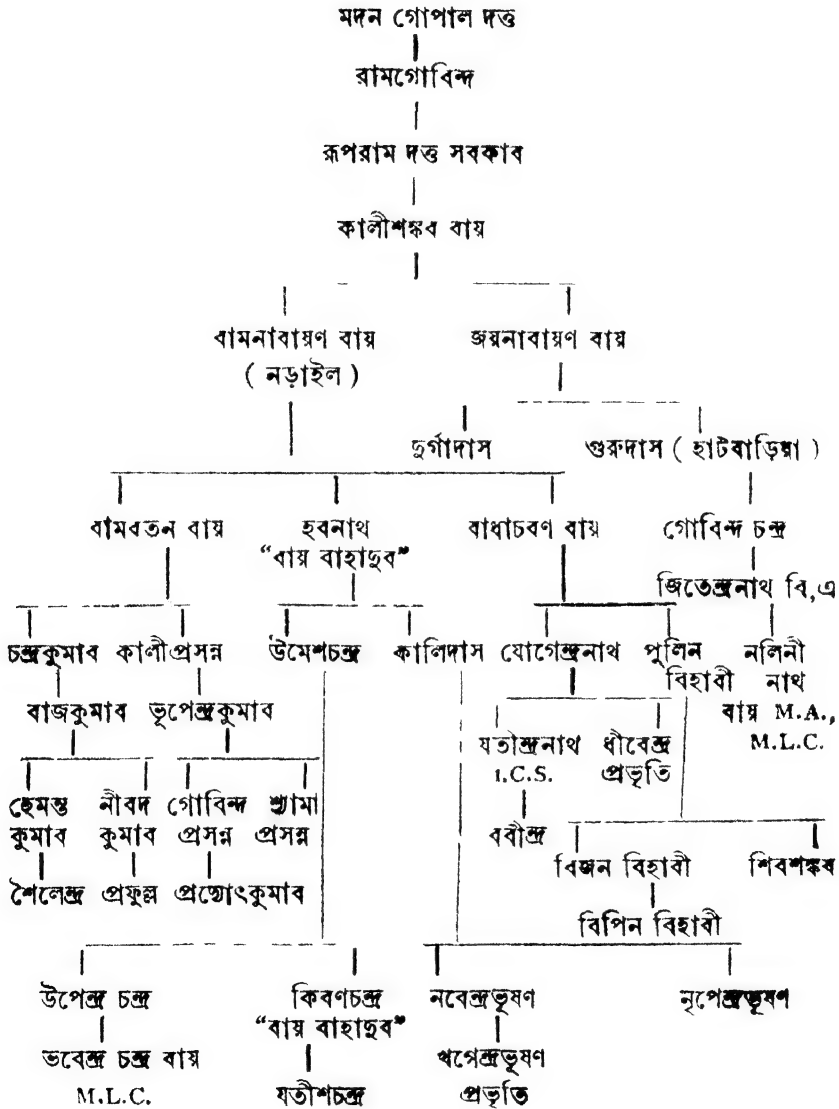 মদন গোপাল দত্ত
রামগোবিন্দ
রূপরাম দত্ত সবকাব
কালীশঙ্কব বায়
বামনাবায়ণ বায় জয়নাবায়ণ বায়
( নড়াইল )
দুর্গাদাস গুরুদাস ( হাটবাড়িয়া )
বামবতন বায় হবনাথ বাধাচবণ বায় গোবিন্দ চন্দ্র
“বায় বাহাদুব”
জিতেন্দ্রনাথ বি,এ
চন্দ্রকুমাব কালীপ্রসন্ন উমেশচন্দ্র কালিদাস যোগেন্দ্রনাথ পুলিন নলিনী
বিহাবী নাথ
বাজকুমাব ভূপেন্দ্রকুমাব বায় M.A.,
যতীন্দ্রনাথ ধীবেন্দ্র M.L.C.
I.C.S. প্রভৃতি
হেমন্ত নীবদ গোবিন্দ শ্যামা
কুমাব কুমাব প্রসন্ন প্রসন্ন
ববীন্দ্র
বিজন বিহাবী শিবশঙ্কব
শৈলেন্দ্র প্রফুল্ল প্রদ্যোৎকুমাব
বিপিন বিহাবী
উপেন্দ্র চন্দ্র কিবণচন্দ্র নবেন্দ্রভূষণ নৃপেন্দ্রভূষণ
“বায় বাহাদুব”
ভবেন্দ্র চন্দ্র বায় খগেন্দ্রভূষণ
M.L.C. যতীশচন্দ্র প্রভৃতি